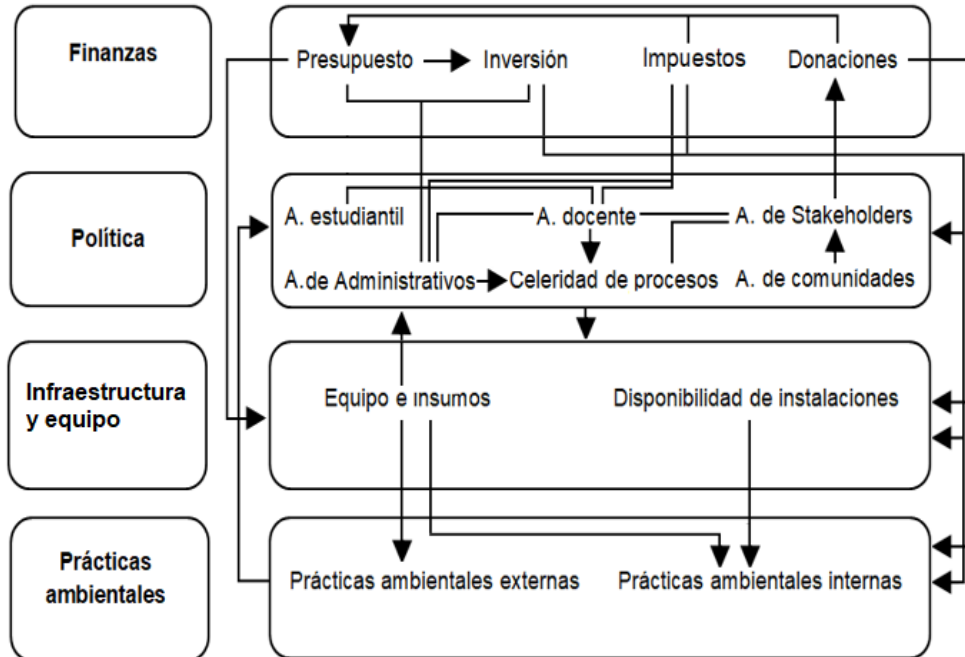 Finanzas
Presupuesto
Inversión
Impuestos
Donaciones
Política
A. estudiantil
A. docente
A. de Stakeholders
A. de Administrativos
Celeridad de procesos
A. de comunidades
Infraestructura
y equipo
Equipo e insumos
Disponibilidad de instalaciones
Prácticas
ambientales
Prácticas ambientales externas
Prácticas ambientales internas